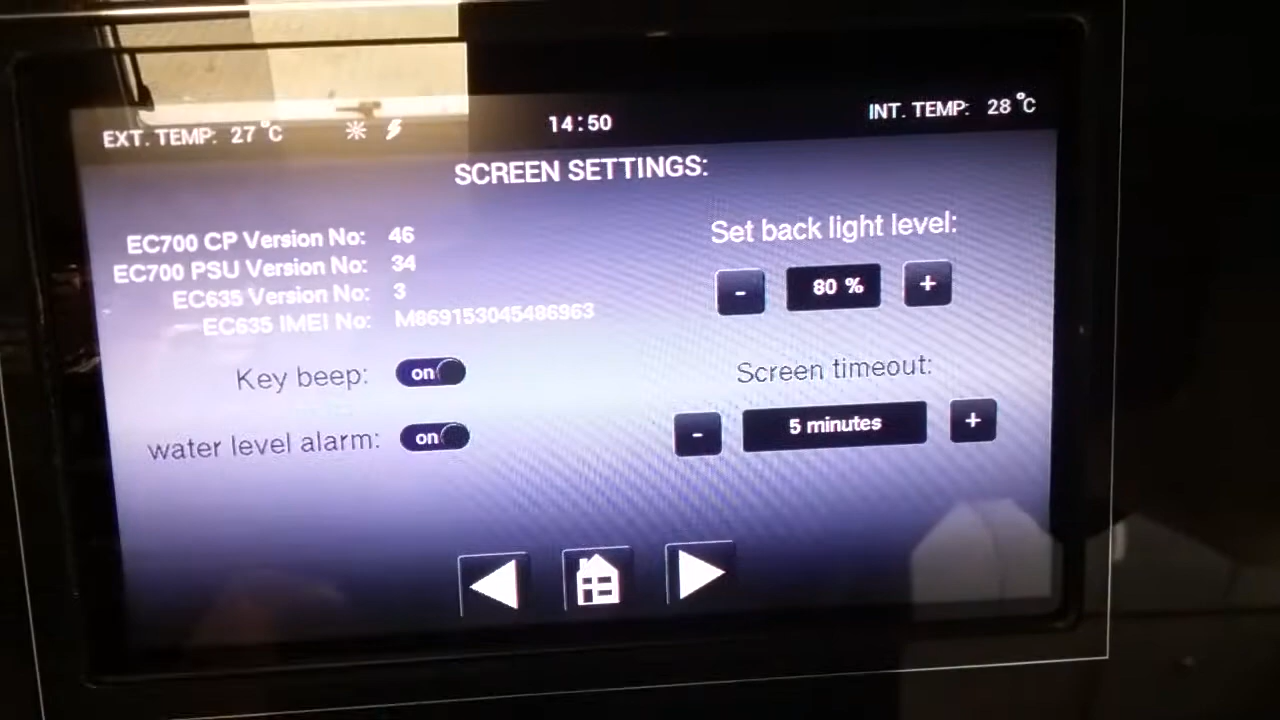 EXT. TEMP: 27°C 14:50 INT. TEMP: 28°C
SCREEN SETTINGS:
EC700 CP Version No: 46
EC700 PSU Version No: 34
EC635 Version No: 3
EC635 IMEI No: M869153045486963
Key beep: on
water level alarm: on
Set back light level:
- 80 % +
Screen timeout:
- 5 minutes +